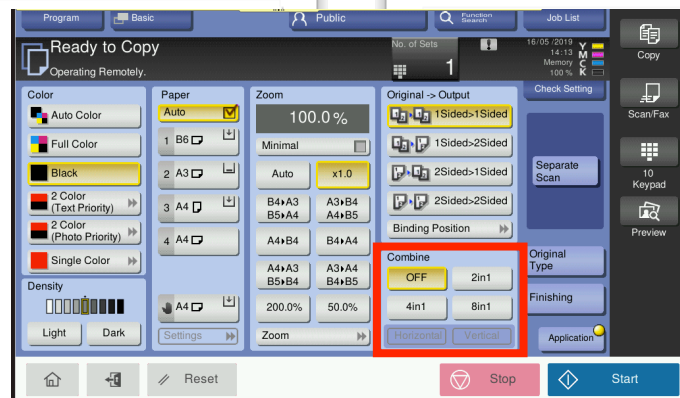 Program
Basic
Public
Function
Search
Job List
Ready to Copy
Operating Remotely.
No. of Sets
1
16/05/2019
14:13
Memory
100 %
Y
M
C
K
Copy
Scan/Fax
10
Keypad
Preview
Color
Auto Color
Full Color
Black
2 Color
(Text Priority)
2 Color
(Photo Priority)
Single Color
Density
Light
Dark
Paper
Auto
1 B6
2 A3
3 A4
4 A4
A4
Settings
Zoom
100.0%
Minimal
Auto
x1.0
B4▸A3
B5▸A4
A3▸B4
A4▸B5
A4▸B4
B4▸A4
A4▸A3
B5▸B4
A3▸A4
B4▸B5
200.0%
50.0%
Zoom
Original -> Output
1Sided>1Sided
1Sided>2Sided
2Sided>1Sided
2Sided>2Sided
Binding Position
Combine
OFF
2in1
4in1
8in1
Horizontal
Vertical
Check Setting
Separate
Scan
Original
Type
Finishing
Application
Reset
Stop
Start